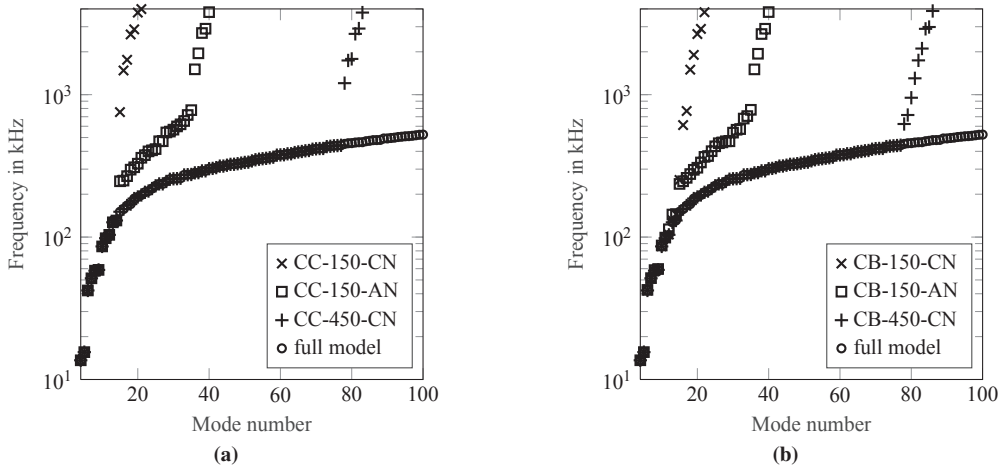 10³
10²
10¹
Frequency in kHz
CC-150-CN
CC-150-AN
CC-450-CN
full model
20 40 60 80 100
Mode number
(a)
10³
10²
10¹
Frequency in kHz
CB-150-CN
CB-150-AN
CB-450-CN
full model
20 40 60 80 100
Mode number
(b)